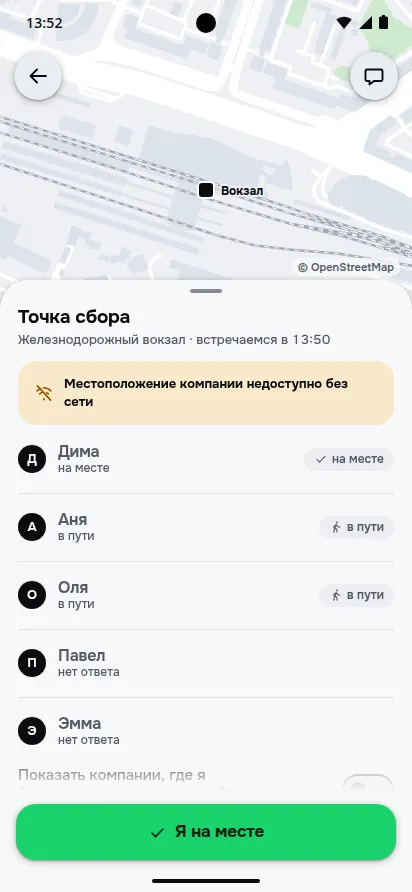 13:52
Вокзал
© OpenStreetMap
Точка сбора
Железнодорожный вокзал · встречаемся в 13:50
Местоположение компании недоступно без
сети
Д
Дима
на месте
на месте
А
Аня
в пути
в пути
О
Оля
в пути
в пути
П
Павел
нет ответа
Э
Эмма
нет ответа
Показать компании, где я
Я на месте